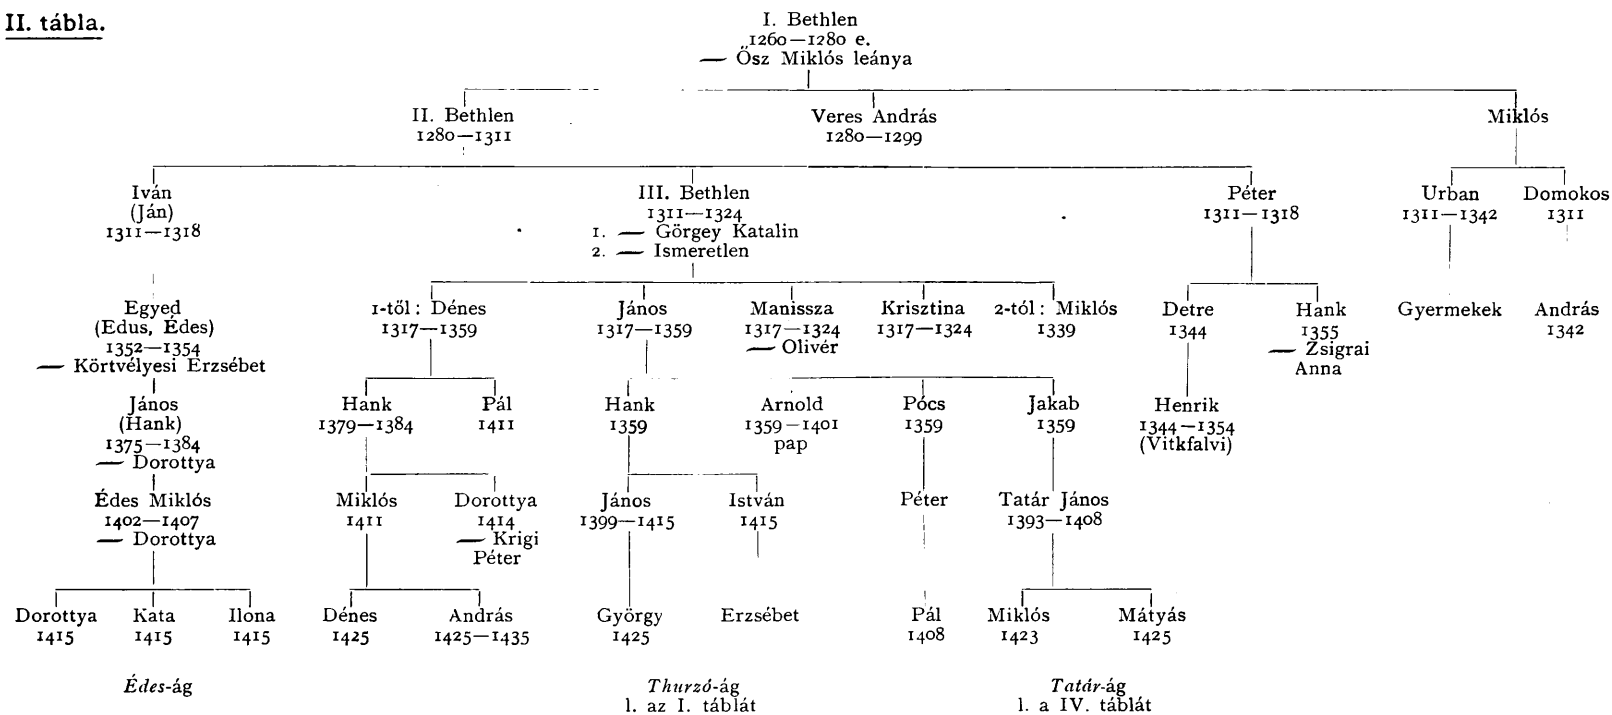 II. tábla.
I. Bethlen
1260—1280 e.
— Ősz Miklós leánya
II. Bethlen
1280—1311
Veres András
1280—1299
Miklós
Iván
(Ján)
1311—1318
III. Bethlen
1311—1324
1. — Görgey Katalin
2. — Ismeretlen
Péter
1311—1318
Urban
1311—1342
Domokos
1311
Egyed
(Edus, Édes)
1352—1354
— Körtvélyesi Erzsébet
1-től: Dénes
1317—1359
János
1317—1359
Manissza
1317—1324
— Olivér
Krisztina
1317—1324
2-tól: Miklós
1339
Detre
1344
Hank
1355
— Zsigrai
Anna
Gyermekek
András
1342
János
(Hank)
1375—1384
— Dorottya
Hank
1379—1384
Pál
1411
Hank
1359
Arnold
1359—1401
pap
Pócs
1359
Jakab
1359
Henrik
1344—1354
(Vitkfalvi)
Édes Miklós
1402—1407
— Dorottya
Miklós
1411
Dorottya
1414
— Krigi
Péter
János
1399—1415
István
1415
Péter
Tatár János
1393—1408
Dorottya
1415
Kata
1415
Ilona
1415
Dénes
1425
András
1425—1435
György
1425
Erzsébet
Pál
1408
Miklós
1423
Mátyás
1425
Édes-ág
Thurzó-ág
l. az I. táblát
Tatár-ág
l. a IV. táblát